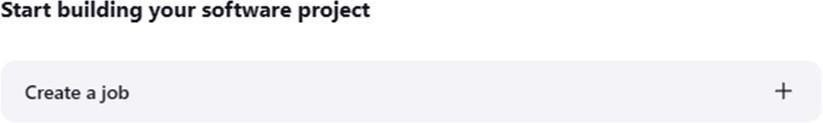 Start building your software project
Create a job